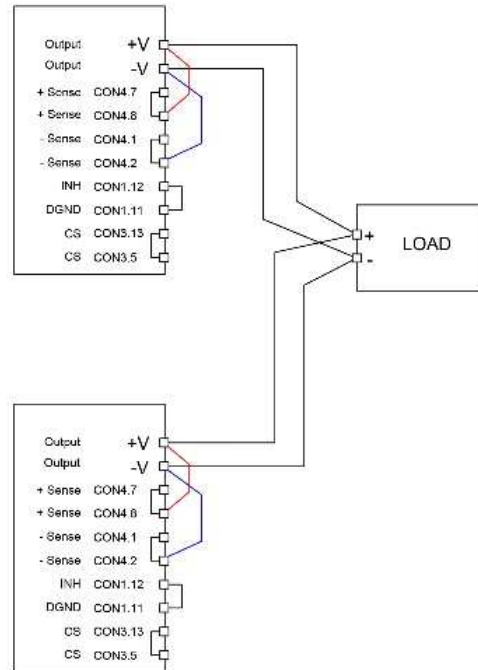 Output +V
Output -V
+ Sense CON4.7
+ Sense CON4.8
- Sense CON4.1
- Sense CON4.2
INH CON1.12
DGND CON1.11
CS CON3.13
CS CON3.5
+
-
LOAD
Output +V
Output -V
+ Sense CON4.7
+ Sense CON4.8
- Sense CON4.1
- Sense CON4.2
INH CON1.12
DGND CON1.11
CS CON3.13
CS CON3.5